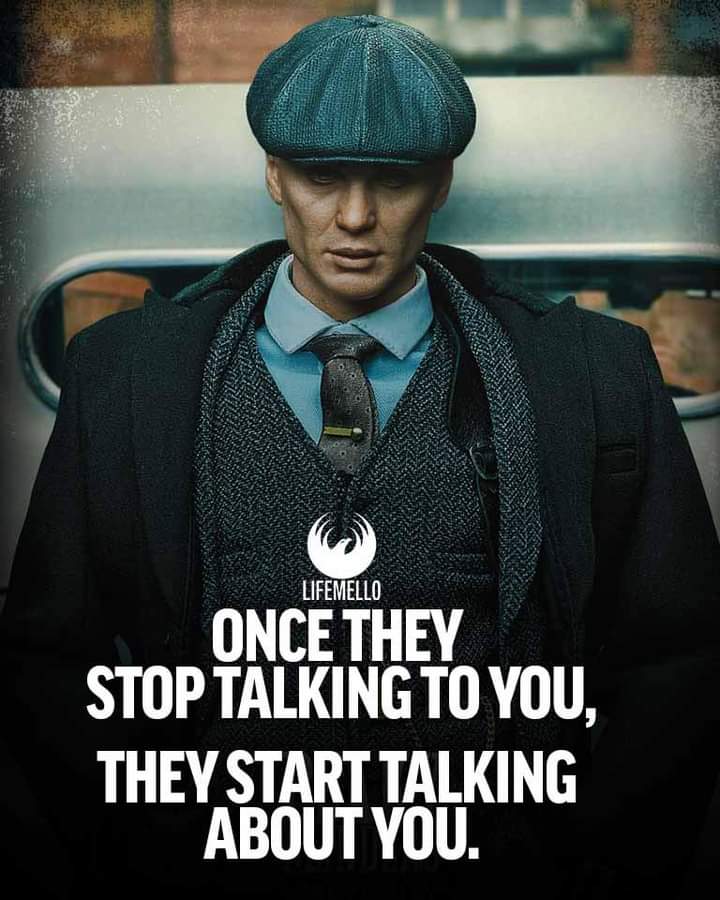 LIFEMELLO
ONCE THEY
STOP TALKING TO YOU,
THEY START TALKING
ABOUT YOU.